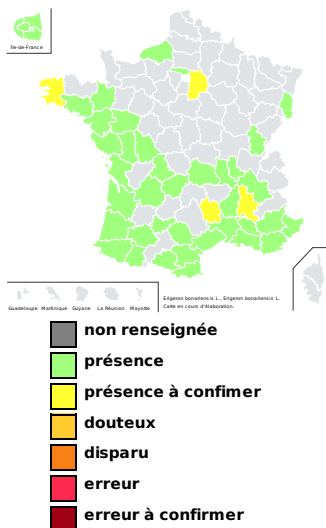 Île-de-France
Guadeloupe Martinique Guyane La Réunion Mayotte
Erigeron bonariensis L., Erigeron bonariensis L.
Carte en cours d'élaboration.
non renseignée
présence
présence à confimer
douteux
disparu
erreur
erreur à confirmer